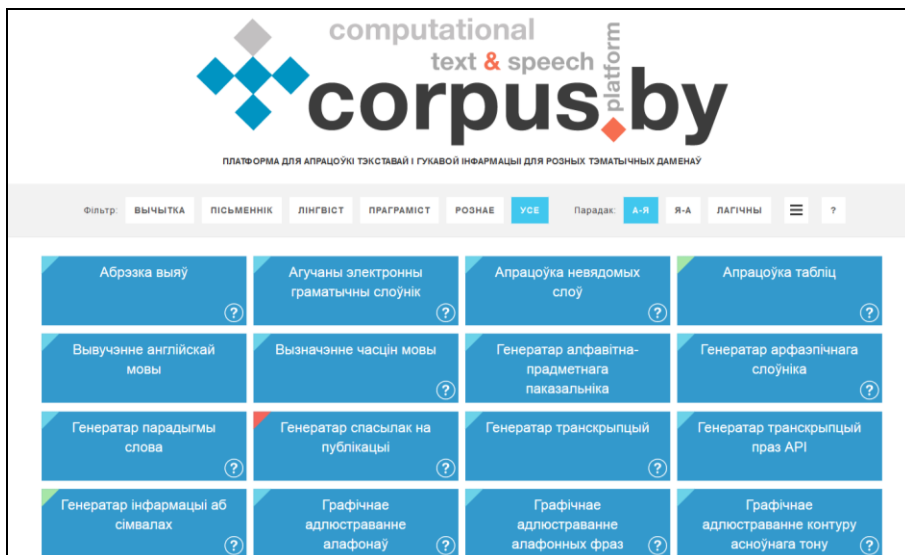 computational
text & speech
platform
corpus.by
ПЛАТФОРМА ДЛЯ АПРАЦОЎКІ ТЭКСТАВАЙ І ГУКАВОЙ ІНФАРМАЦЫІ ДЛЯ РОЗНЫХ ТЭМАТЫЧНЫХ ДАМЕНАЎ
Фільтр: ВЫЧЫТКА ПІСЬМЕННІК ЛІНГВІСТ ПРАГРАМІСТ РОЗНАЕ УСЕ Парадак: А-Я Я-А ЛАГІЧНЫ ?
Абрэзка выяў
?
Агучаны электронны
граматычны слоўнік
?
Апрацоўка невядомых
слоў
?
Апрацоўка табліц
?
Вывучэнне англійскай
мовы
Вызначэнне часцін мовы
?
Генератар алфавітна-
прадметнага
паказальніка
Генератар арфаэпічнага
слоўніка
?
Генератар парадыгмы
слова
?
Генератар спасылак на
публікацыі
?
Генератар транскрыпцый
?
Генератар транскрыпцый
праз API
Генератар інфармацыі аб
сімвалах
?
Графічнае
адлюстраванне
алафонаў
?
Графічнае
адлюстраванне
алафонных фраз
?
Графічнае
адлюстраванне контуру
асноўнага тону
?